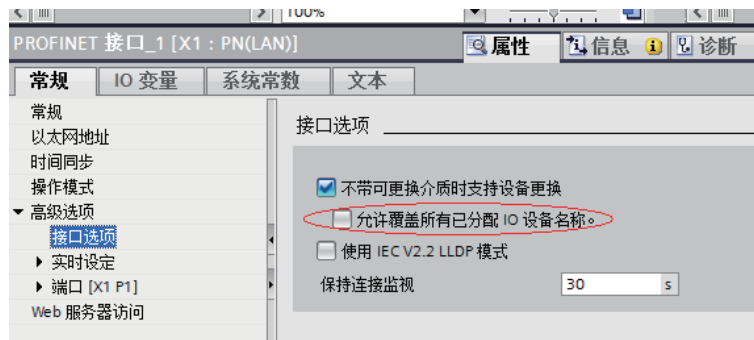 100%
PROFINET 接口_1 [X1 : PN(LAN)]
属性
信息
诊断
常规
IO 变量
系统常数
文本
常规
以太网地址
时间同步
操作模式
高级选项
接口选项
实时设定
端口 [X1 P1]
Web 服务器访问
接口选项
不带可更换介质时支持设备更换
允许覆盖所有已分配 IO 设备名称。
使用 IEC V2.2 LLDP 模式
保持连接监视
30 s